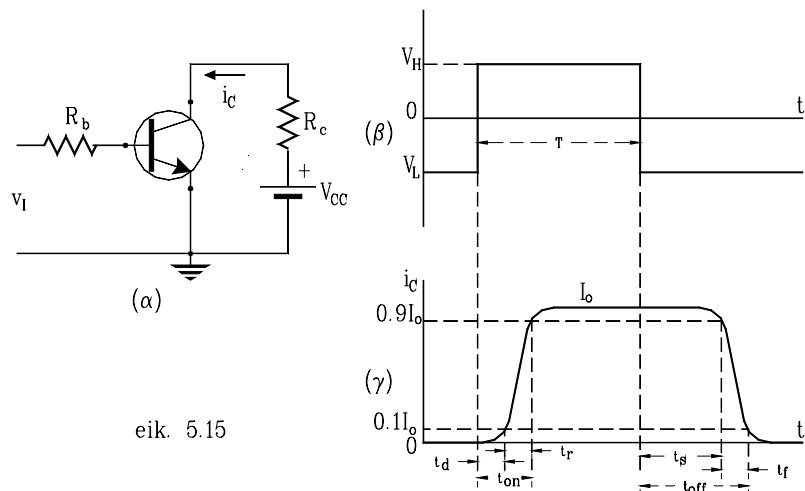 R_b
v_I
i_C
R_c
+
V_CC
(α)
eik. 5.15
V_H
0
t
(β)
T
V_L
i_C
I_o
0.9I_o
(γ)
0.1I_o
0
t
t_d
t_r
t_on
t_s
t_f
t_off